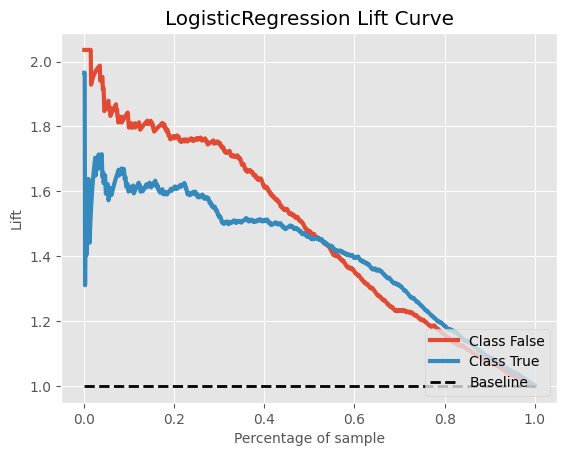 LogisticRegression Lift Curve
2.0
1.8
1.6
1.4
1.2
1.0
Lift
0.0 0.2 0.4 0.6 0.8 1.0
Percentage of sample
Class False
Class True
Baseline